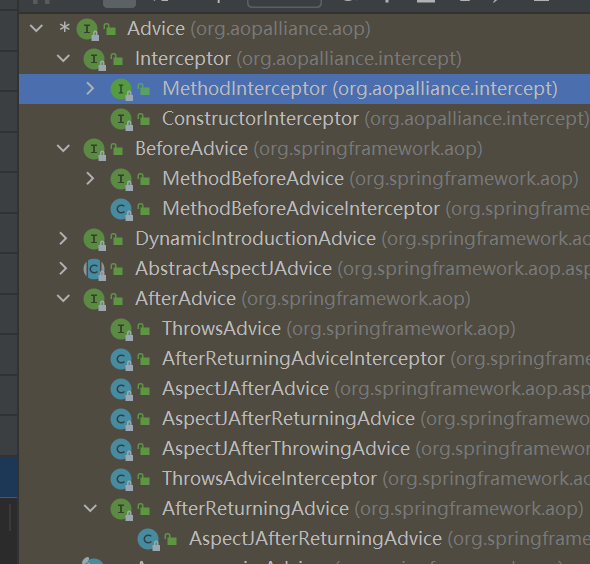 * Advice (org.aopalliance.aop)
Interceptor (org.aopalliance.intercept)
MethodInterceptor (org.aopalliance.intercept)
ConstructorInterceptor (org.aopalliance.intercept)
BeforeAdvice (org.springframework.aop)
MethodBeforeAdvice (org.springframework.aop)
MethodBeforeAdviceInterceptor (org.springframe
DynamicIntroductionAdvice (org.springframework.ao
AbstractAspectJAdvice (org.springframework.aop.asp
AfterAdvice (org.springframework.aop)
ThrowsAdvice (org.springframework.aop)
AfterReturningAdviceInterceptor (org.springframe
AspectJAfterAdvice (org.springframework.aop.asp
AspectJAfterReturningAdvice (org.springframewo
AspectJAfterThrowingAdvice (org.springframewor
ThrowsAdviceInterceptor (org.springframework.ao
AfterReturningAdvice (org.springframework.aop)
AspectJAfterReturningAdvice (org.springframe